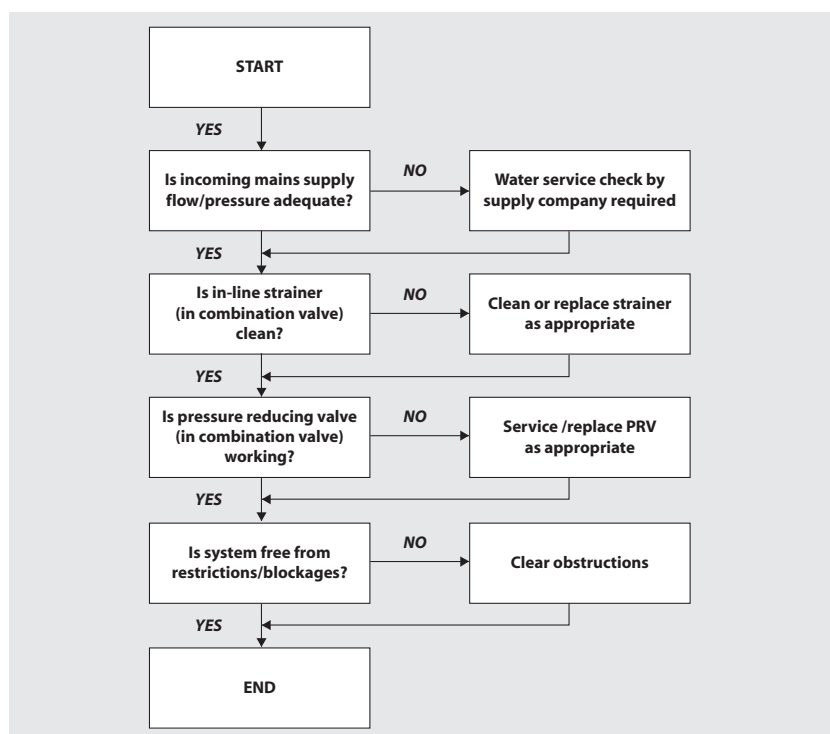 START
YES
Is incoming mains supply
flow/pressure adequate?
NO
Water service check by
supply company required
YES
Is in-line strainer
(in combination valve)
clean?
NO
Clean or replace strainer
as appropriate
YES
Is pressure reducing valve
(in combination valve)
working?
NO
Service /replace PRV
as appropriate
YES
Is system free from
restrictions/blockages?
NO
Clear obstructions
YES
END